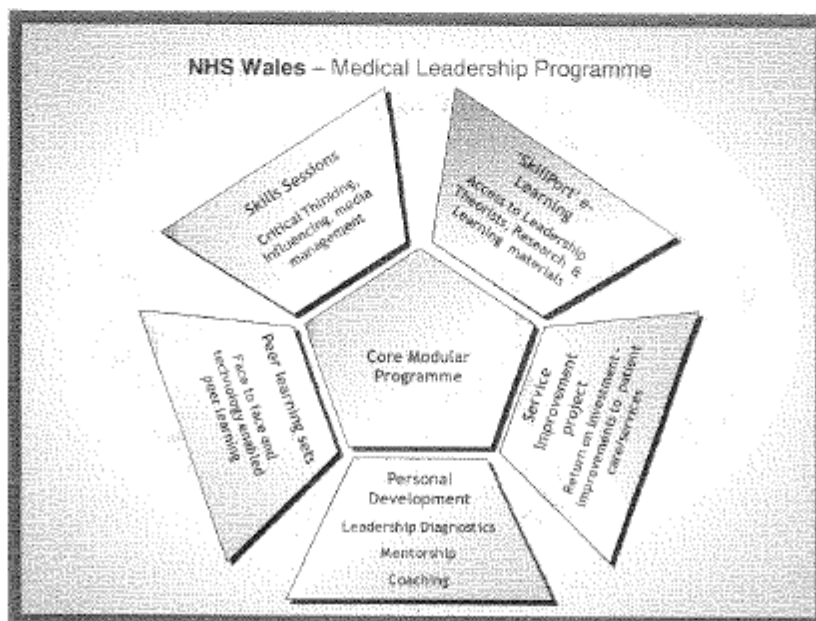 NHS Wales – Medical Leadership Programme
Skills Sessions
Critical Thinking,
Influencing, media
management
'SkillPort' e-
Learning
Access to Leadership
Theorists, Research &
Learning materials
Core Modular
Programme
Peer learning sets
Face to face and
technology enabled
peer learning
Service
Improvement
project
Return on Investment -
improvements to patient
care/services
Personal
Development
Leadership Diagnostics
Mentorship
Coaching